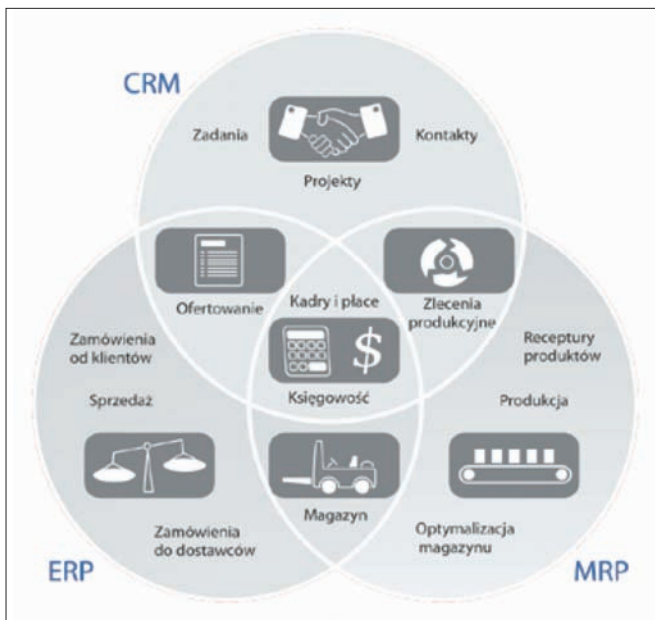 CRM
Zadania
Kontakty
Projekty
Ofertowanie
Kadry i płace
Zlecenia
produkcyjne
Zamówienia
od klientów
Receptury
produktów
Sprzedaż
Księgowość
$
Produkcja
Magazyn
Zamówienia
do dostawców
Optymalizacja
magazynu
ERP
MRP